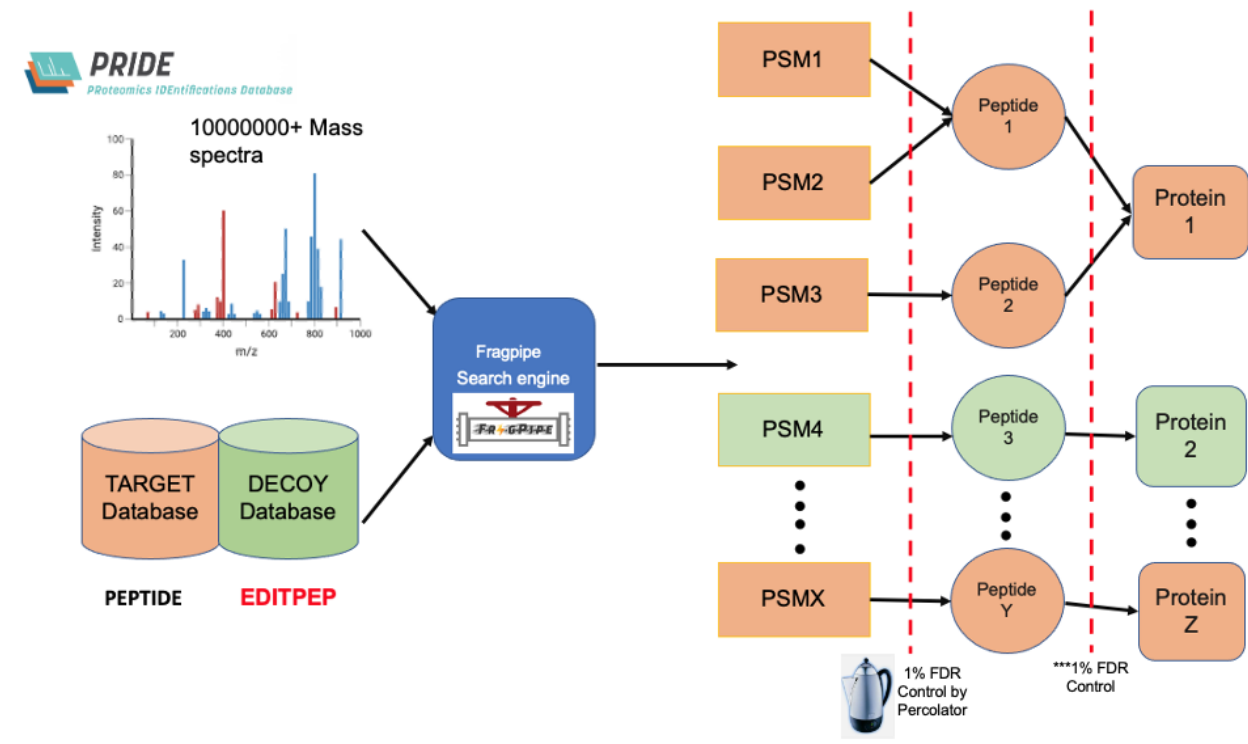 PRIDE
PRoteomics IDEntifications Database
10000000+ Mass
spectra
100
80
60
40
20
0
Intensity
200
400
600
800
1000
m/z
TARGET
Database
DECOY
Database
PEPTIDE
EDITPEP
Fragpipe
Search engine
FRAGPIPE
PSM1
PSM2
PSM3
PSM4
PSMX
Peptide
1
Peptide
2
Peptide
3
Peptide
Y
Protein
1
Protein
2
Protein
Z
1% FDR
Control by
Percolator
***1% FDR
Control